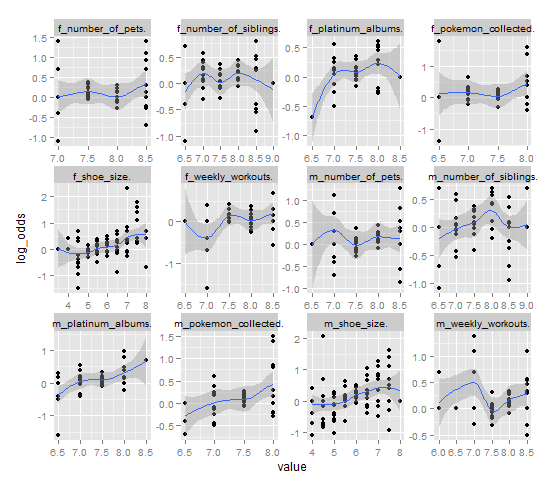 f_number_of_pets. f_number_of_siblings. f_platinum_albums. f_pokemon_collected.
1.5
1.0
0.5
0.0
-0.5
-1.0
7.0 7.5 8.0 8.5
0.5
0.0
-0.5
-1.0
6.5 7.0 7.5 8.0 8.5 9.0
0.5
0.0
-0.5
-1.0
6.5 7.0 7.5 8.0 8.5
1
0
-1
6.5 7.0 7.5 8.0
f_shoe_size. f_weekly_workouts. m_number_of_pets. m_number_of_siblings.
2
1
0
-1
4 5 6 7 8
0
-1
6.5 7.0 7.5 8.0 8.5
1.0
0.5
0.0
-0.5
-1.0
6.5 7.0 7.5 8.0 8.5
0.5
0.0
-0.5
-1.0
6.0 6.5 7.0 7.5 8.0 8.5 9.0
m_platinum_albums. m_pokemon_collected. m_shoe_size. m_weekly_workouts.
1
0
-1
6.5 7.0 7.5 8.0 8.5
1.5
1.0
0.5
0.0
-0.5
6.5 7.0 7.5 8.0
2
1
0
-1
4 5 6 7 8
1.0
0.5
0.0
-0.5
6.0 6.5 7.0 7.5 8.0 8.5
log_odds
value